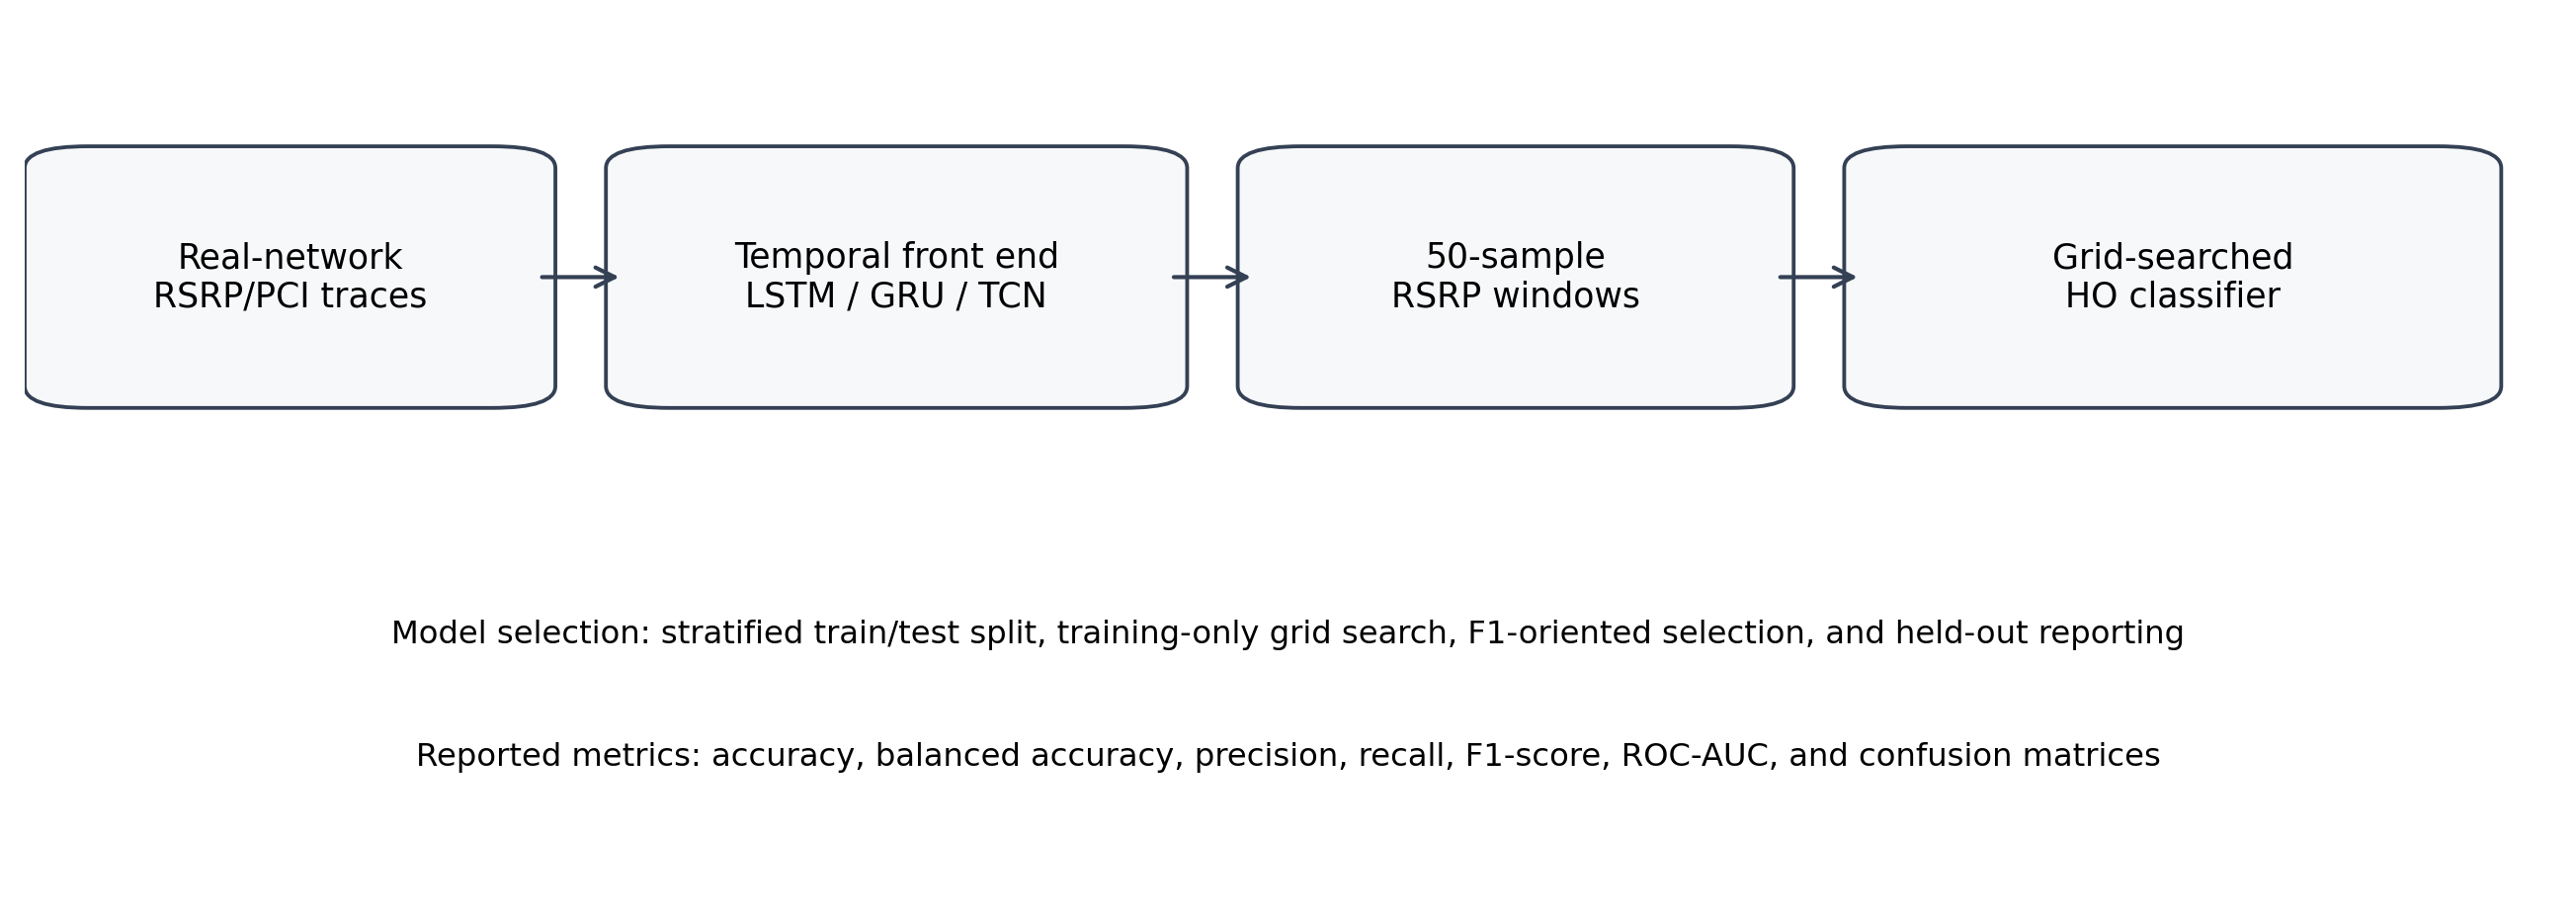 Real-network
RSRP/PCI traces
Temporal front end
LSTM / GRU / TCN
50-sample
RSRP windows
Grid-searched
HO classifier
Model selection: stratified train/test split, training-only grid search, F1-oriented selection, and held-out reporting
Reported metrics: accuracy, balanced accuracy, precision, recall, F1-score, ROC-AUC, and confusion matrices